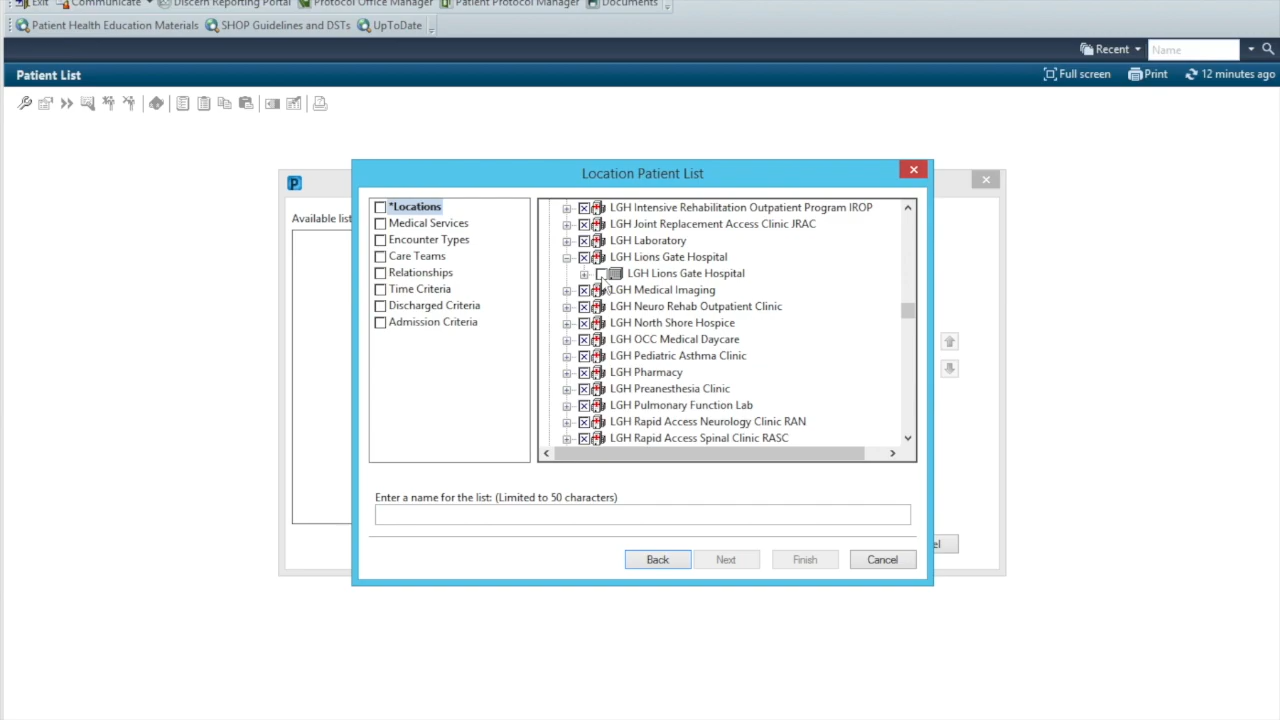 Exit Communicate Discern Reporting Portal Protocol Office Manager Patient Protocol Manager Documents
Patient Health Education Materials SHOP Guidelines and DSTs UpToDate
Recent Name
Patient List Full screen Print 12 minutes ago
P
Location Patient List
Available list
*Locations
Medical Services
Encounter Types
Care Teams
Relationships
Time Criteria
Discharged Criteria
Admission Criteria
LGH Intensive Rehabilitation Outpatient Program IROP
LGH Joint Replacement Access Clinic JRAC
LGH Laboratory
LGH Lions Gate Hospital
LGH Lions Gate Hospital
LGH Medical Imaging
LGH Neuro Rehab Outpatient Clinic
LGH North Shore Hospice
LGH OCC Medical Daycare
LGH Pediatric Asthma Clinic
LGH Pharmacy
LGH Preanesthesia Clinic
LGH Pulmonary Function Lab
LGH Rapid Access Neurology Clinic RAN
LGH Rapid Access Spinal Clinic RASC
Enter a name for the list: (Limited to 50 characters)
el
Back Next Finish Cancel